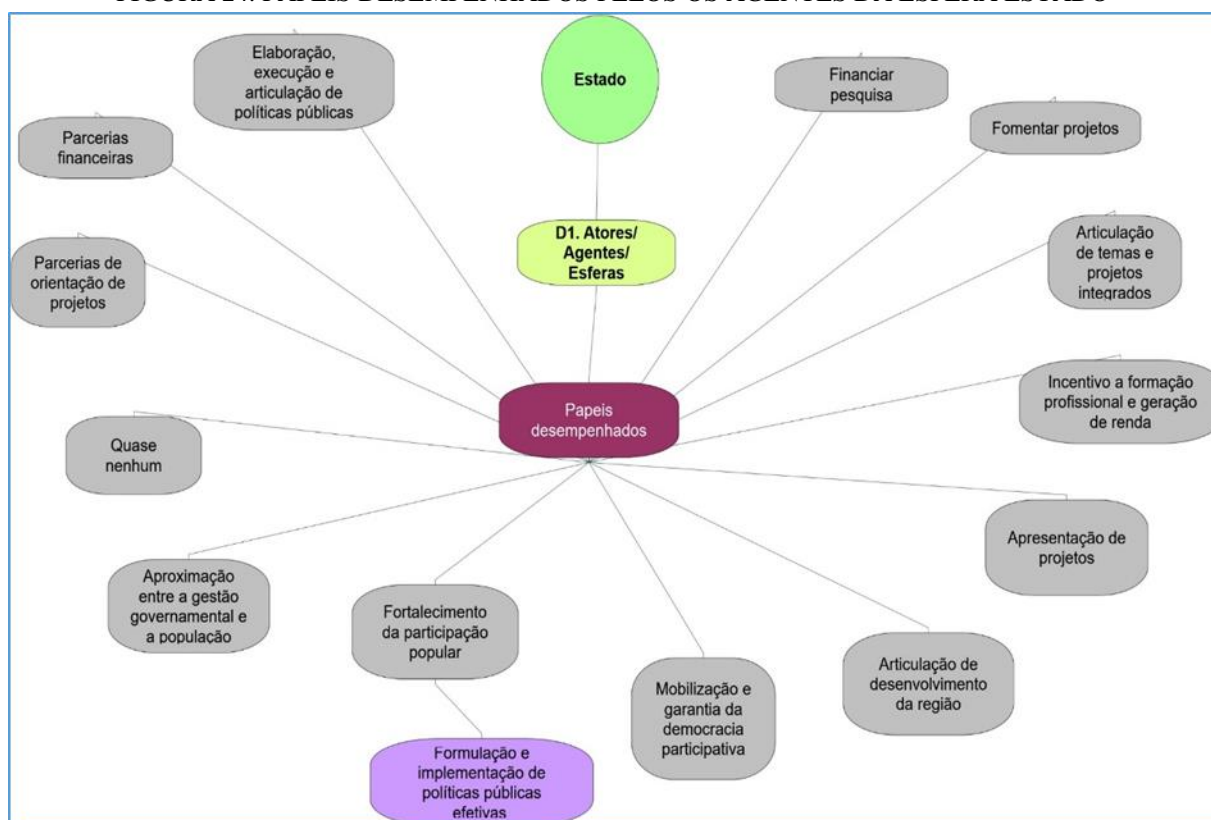 Elaboração,
execução e
articulação de
políticas públicas
Estado
Financiar
pesquisa
Parcerias
financeiras
Fomentar projetos
D1. Atores/
Agentes/
Esferas
Parcerias de
orientação de
projetos
Articulação
de temas e
projetos
integrados
Papeis
desempenhados
Incentivo a formação
profissional e geração
de renda
Quase
nenhum
Apresentação de
projetos
Aproximação
entre a gestão
governamental e
a população
Fortalecimento
da participação
popular
Mobilização e
garantia da
democracia
participativa
Articulação de
desenvolvimento
da região
Formulação e
implementação de
políticas públicas
efetivas